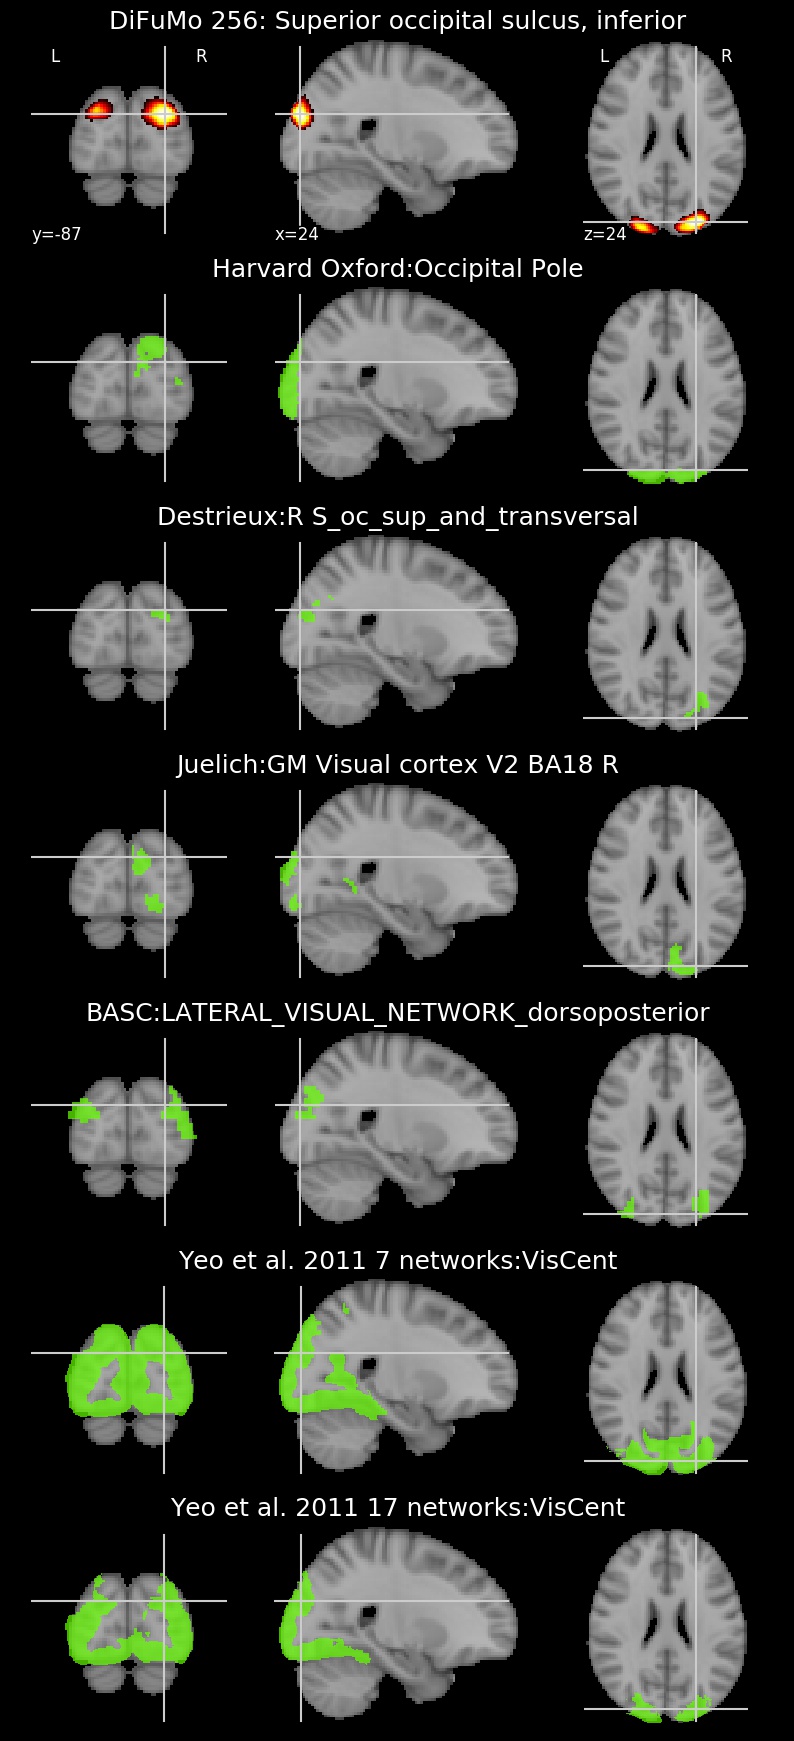 DiFuMo 256: Superior occipital sulcus, inferior
L R L R
y=-87 x=24 z=24
Harvard Oxford:Occipital Pole
Destrieux:R S_oc_sup_and_transversal
Juelich:GM Visual cortex V2 BA18 R
BASC:LATERAL_VISUAL_NETWORK_dorsoposterior
Yeo et al. 2011 7 networks:VisCent
Yeo et al. 2011 17 networks:VisCent